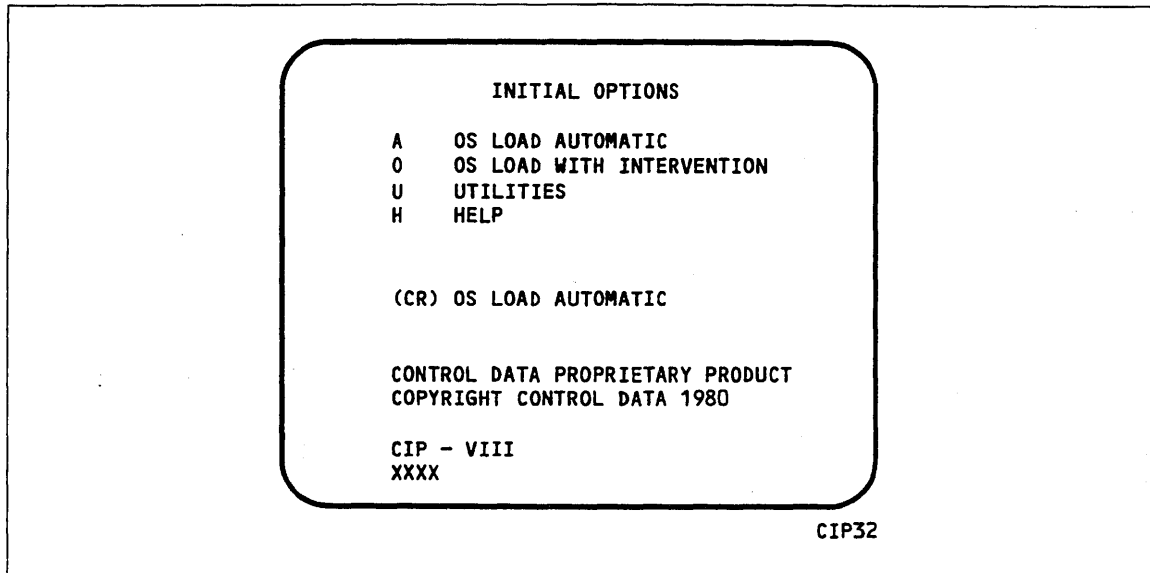 INITIAL OPTIONS
A OS LOAD AUTOMATIC
O OS LOAD WITH INTERVENTION
U UTILITIES
H HELP
(CR) OS LOAD AUTOMATIC
CONTROL DATA PROPRIETARY PRODUCT
COPYRIGHT CONTROL DATA 1980
CIP - VIII
XXXX
CIP32